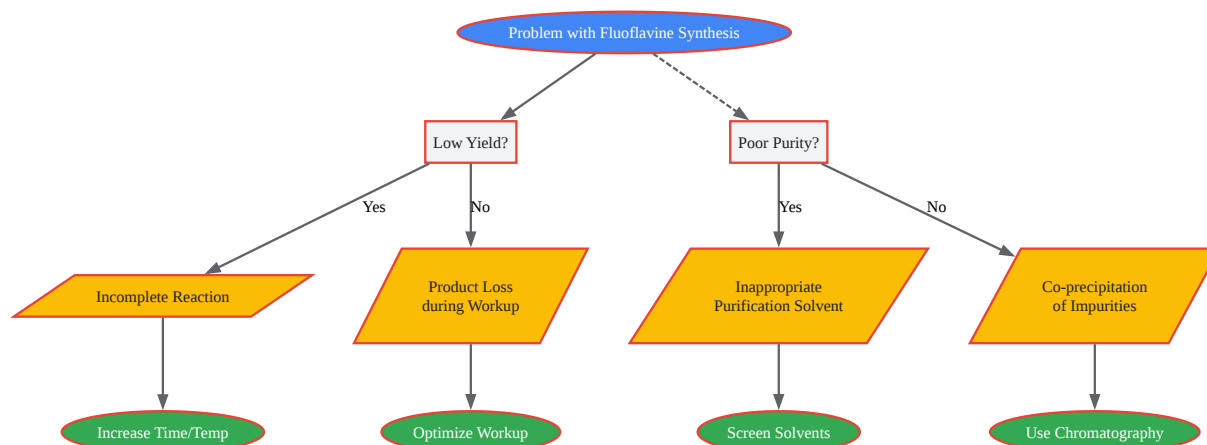 Problem with Fluoflavine Synthesis
Low Yield?
Poor Purity?
Yes
No
Yes
No
Incomplete Reaction
Product Loss
during Workup
Inappropriate
Purification Solvent
Co-precipitation
of Impurities
Increase Time/Temp
Optimize Workup
Screen Solvents
Use Chromatography